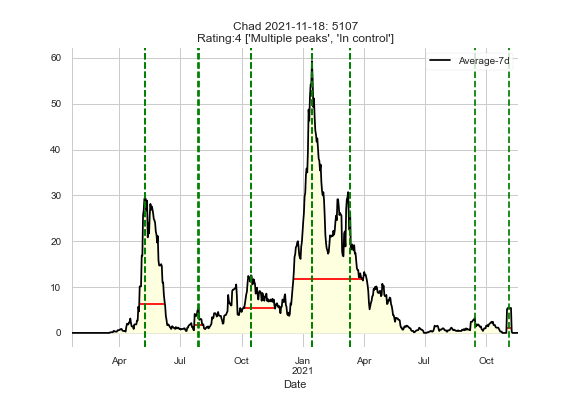 Chad 2021-11-18: 5107
Rating:4 ['Multiple peaks', 'In control']
Average-7d
60
50
40
30
20
10
0
Apr Jul Oct Jan Apr Jul Oct
2021
Date